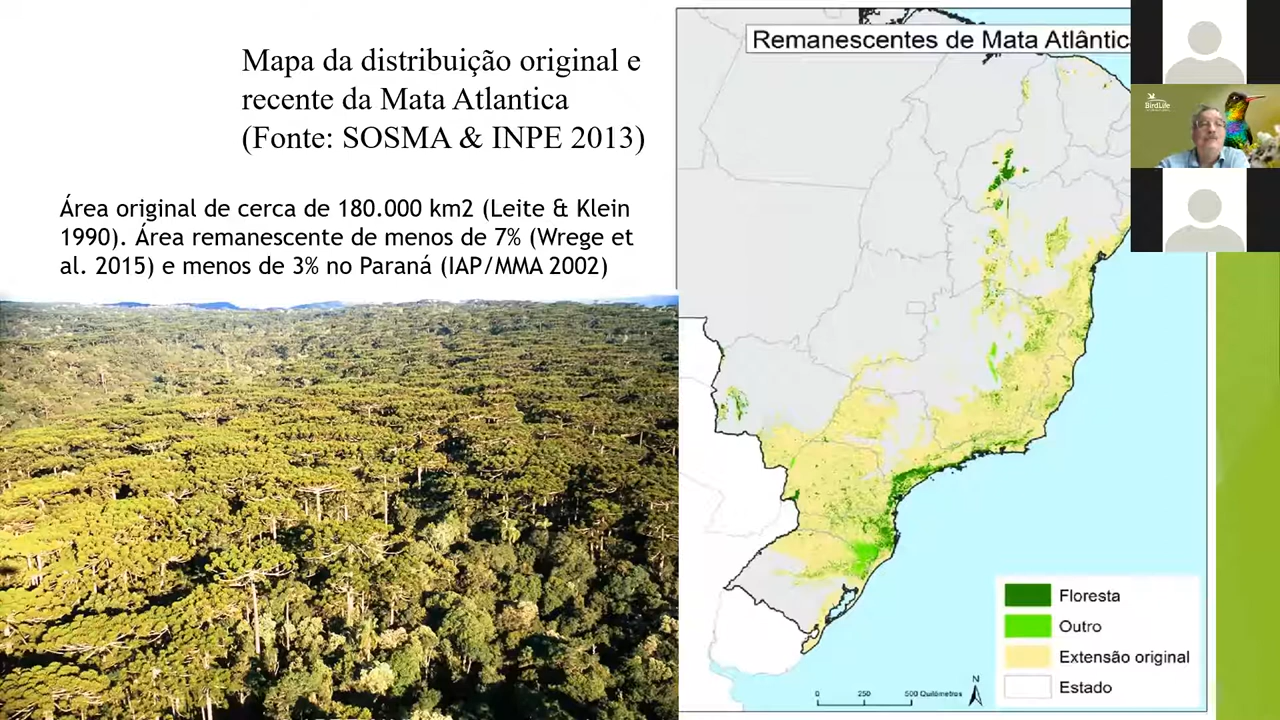 Mapa da distribuição original e
recente da Mata Atlantica
(Fonte: SOSMA & INPE 2013)
Área original de cerca de 180.000 km2 (Leite & Klein
1990). Área remanescente de menos de 7% (Wrege et
al. 2015) e menos de 3% no Paraná (IAP/MMA 2002)
Remanescentes de Mata Atlântic
BirdLife
Floresta
Outro
Extensão original
Estado
0 250 500 Quilômetros
N